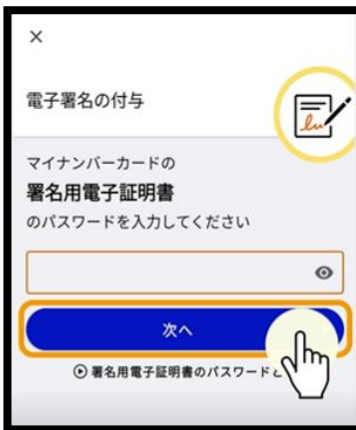 ×
電子署名の付与
マイナンバーカードの
署名用電子証明書
のパスワードを入力してください
次へ
署名用電子証明書のパスワードと